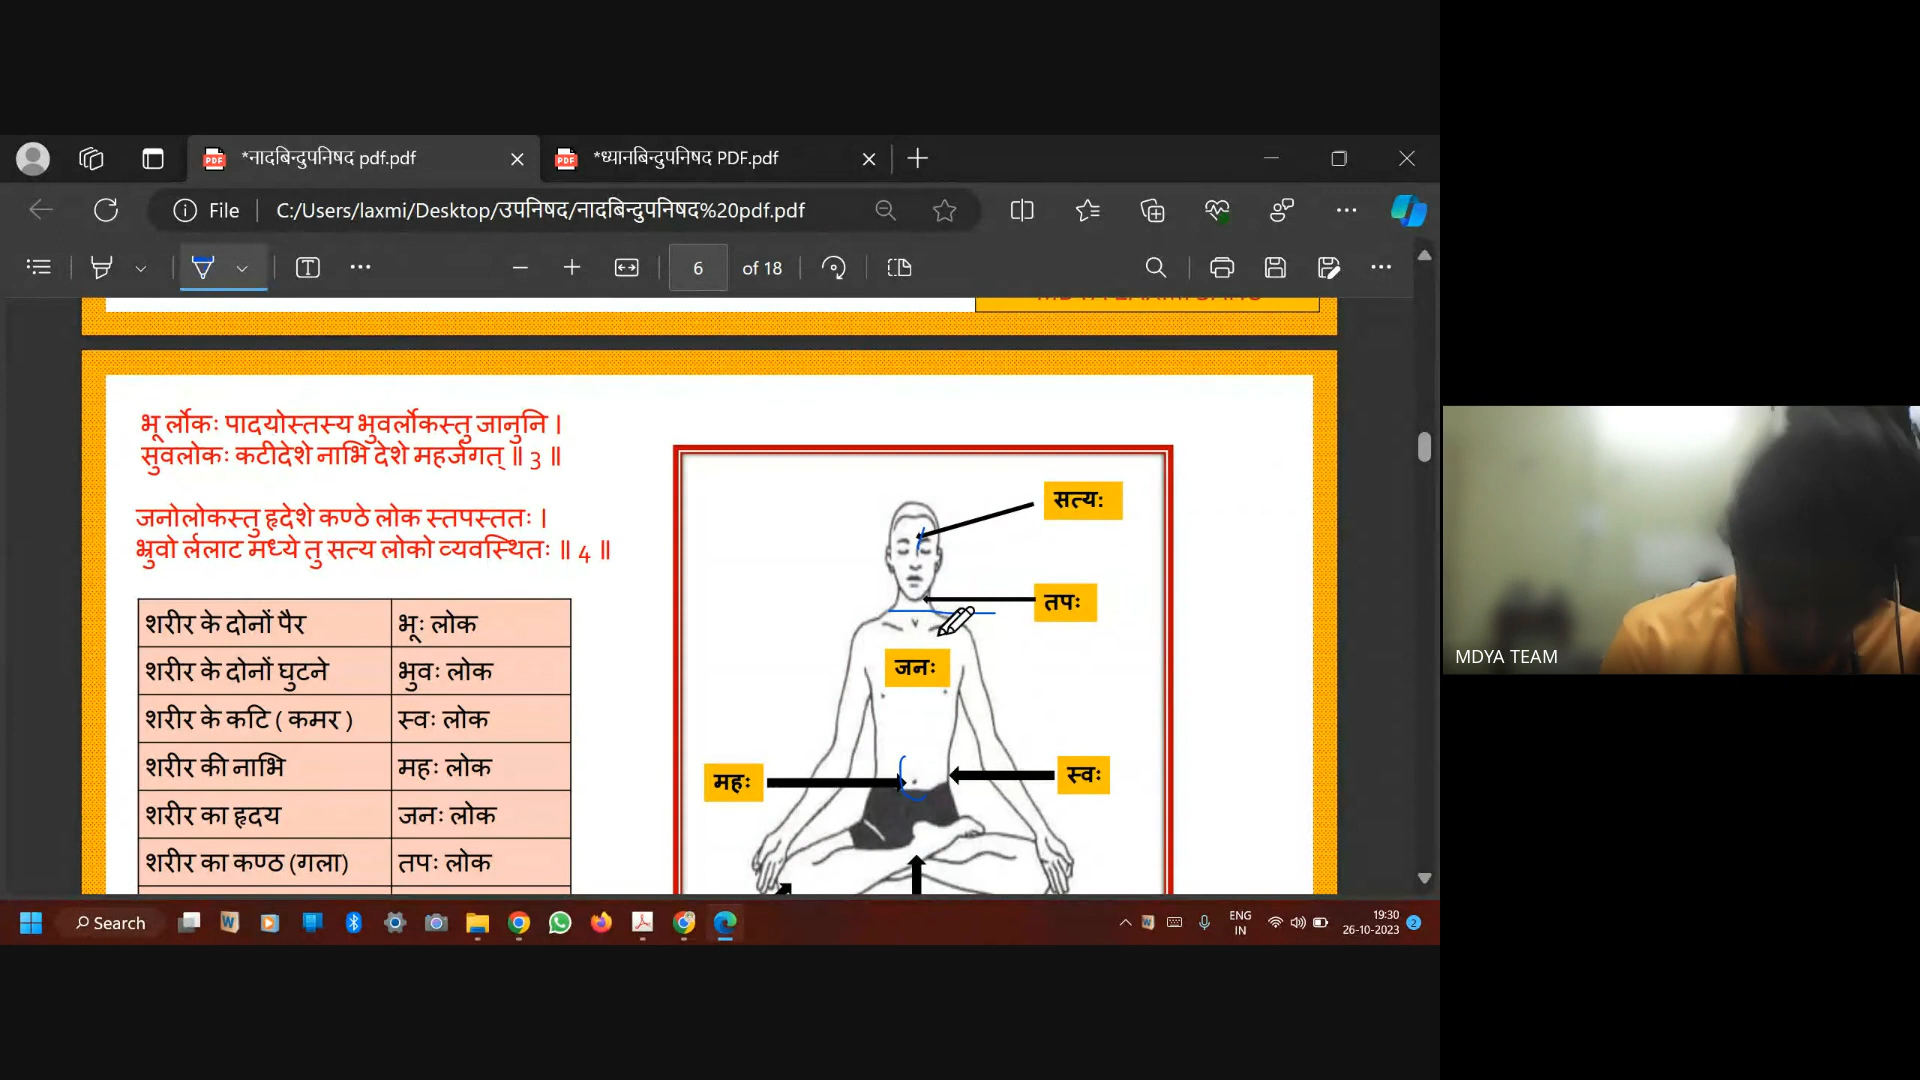 *नादबिन्दुपनिषद pdf.pdf
*ध्यानबिन्दुपनिषद PDF.pdf
File
C:/Users/laxmi/Desktop/उपनिषद/नादबिन्दुपनिषद%20pdf.pdf
6 of 18
भू र्लोकः पादयोस्तस्य भुवर्लोकस्तु जानुनि ।
सुवलोकः कटीदेशे नाभि देशे महर्जगत् ॥ 3 ॥
जनोलोकस्तु हृदेशे कण्ठे लोक स्तपस्ततः ।
भ्रुवो र्ललाट मध्ये तु सत्य लोको व्यवस्थितः ॥ 4 ॥
शरीर के दोनों पैर भूः लोक
शरीर के दोनों घुटने भुवः लोक
शरीर के कटि ( कमर ) स्वः लोक
शरीर की नाभि महः लोक
शरीर का हृदय जनः लोक
शरीर का कण्ठ (गला) तपः लोक
सत्यः
तपः
जनः
महः
स्वः
MDYA TEAM
Search
ENG
IN
19:30
26-10-2023
2